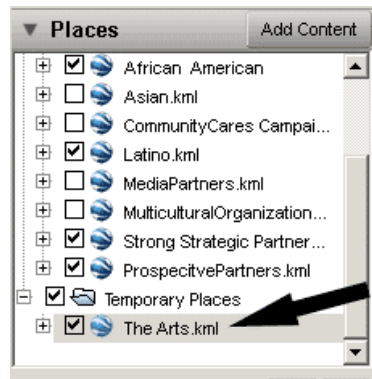 Places
Add Content
African American
Asian.kml
CommunityCares Campai...
Latino.kml
MediaPartners.kml
MulticulturalOrganization...
Strong Strategic Partner...
ProspecitvePartners.kml
Temporary Places
The Arts.kml